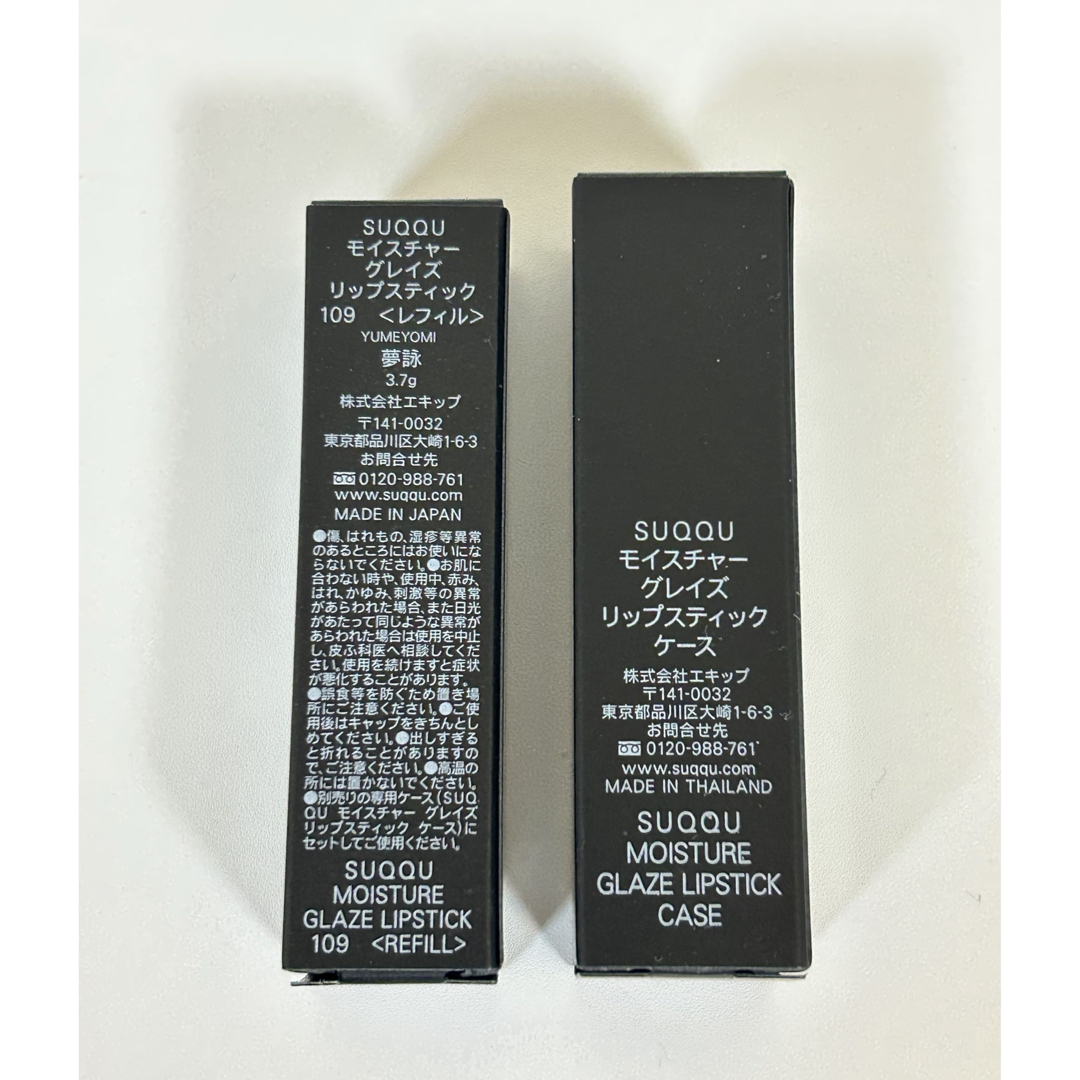 SUQQU
モイスチャー
グレイズ
リップスティック
109 <レフィル>
YUMEYOMI
夢詠
3.7g
株式会社エキップ
〒141-0032
東京都品川区大崎1-6-3
お問合せ先
0120-988-761
www.suqqu.com
MADE IN JAPAN
●傷、はれもの、湿疹等異常
のあるところにはお使いにな
らないでください。●お肌に
合わない時や、使用中、赤み、
はれ、かゆみ、刺激等の異常
があらわれた場合、また日光
があたって同じような異常が
あらわれた場合は使用を中止
し、皮ふ科医へ相談してくだ
さい。使用を続けますと症状
が悪化することがあります。
●誤食等を防ぐため置き場
所にご注意ください。●ご使
用後はキャップをきちんとし
めてください。●出しすぎる
と折れることがありますの
で、ご注意ください。●高温の
所には置かないでください。
●別売りの専用ケース(SUQ
QU モイスチャー グレイズ
リップスティック ケース)に
セットしてご使用ください。
SUQQU
MOISTURE
GLAZE LIPSTICK
109 <REFILL>
SUQQU
モイスチャー
グレイズ
リップスティック
ケース
株式会社エキップ
〒141-0032
東京都品川区大崎1-6-3
お問合せ先
0120-988-761
www.suqqu.com
MADE IN THAILAND
SUQQU
MOISTURE
GLAZE LIPSTICK
CASE